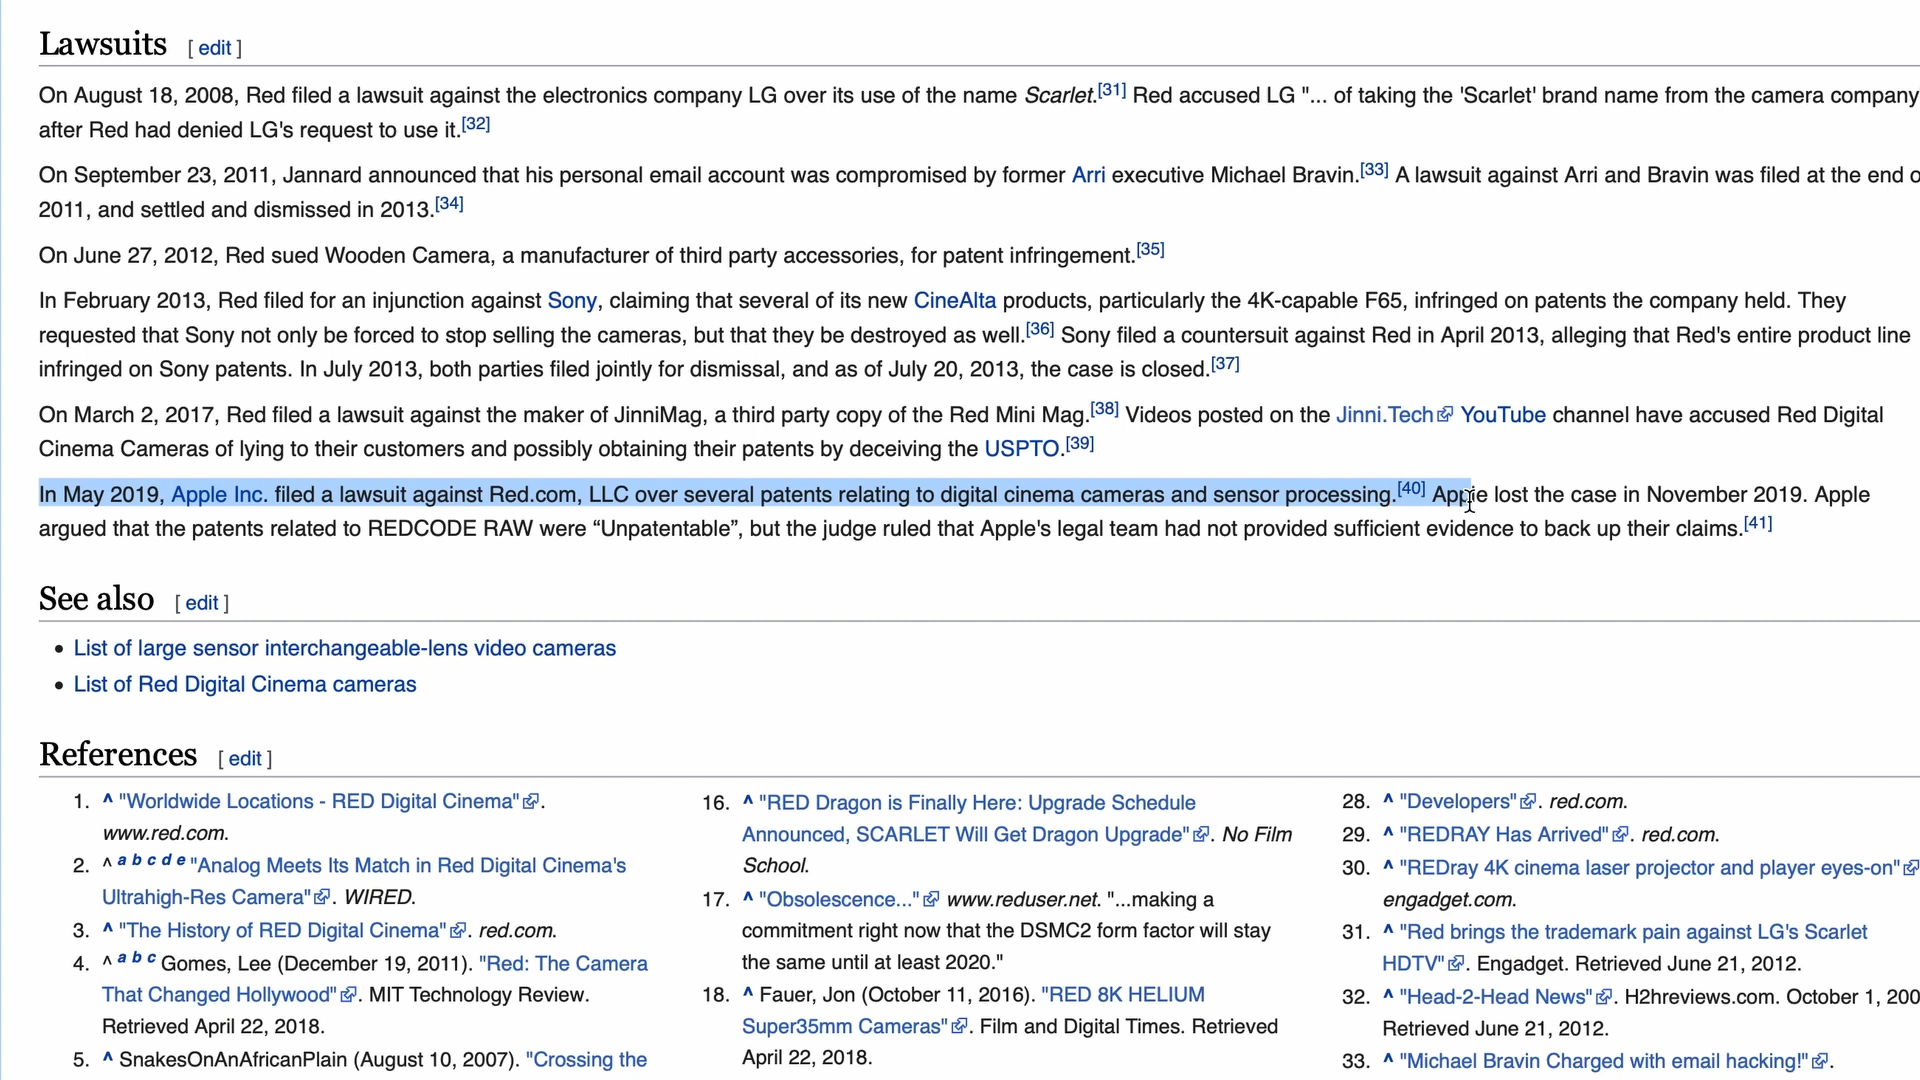 Lawsuits [ edit ]
On August 18, 2008, Red filed a lawsuit against the electronics company LG over its use of the name Scarlet.[31] Red accused LG "... of taking the 'Scarlet' brand name from the camera company
after Red had denied LG's request to use it.[32]
On September 23, 2011, Jannard announced that his personal email account was compromised by former Arri executive Michael Bravin.[33] A lawsuit against Arri and Bravin was filed at the end o
2011, and settled and dismissed in 2013.[34]
On June 27, 2012, Red sued Wooden Camera, a manufacturer of third party accessories, for patent infringement.[35]
In February 2013, Red filed for an injunction against Sony, claiming that several of its new CineAlta products, particularly the 4K-capable F65, infringed on patents the company held. They
requested that Sony not only be forced to stop selling the cameras, but that they be destroyed as well.[36] Sony filed a countersuit against Red in April 2013, alleging that Red's entire product line
infringed on Sony patents. In July 2013, both parties filed jointly for dismissal, and as of July 20, 2013, the case is closed.[37]
On March 2, 2017, Red filed a lawsuit against the maker of JinniMag, a third party copy of the Red Mini Mag.[38] Videos posted on the Jinni.Tech YouTube channel have accused Red Digital
Cinema Cameras of lying to their customers and possibly obtaining their patents by deceiving the USPTO.[39]
In May 2019, Apple Inc. filed a lawsuit against Red.com, LLC over several patents relating to digital cinema cameras and sensor processing.[40] Apple lost the case in November 2019. Apple
argued that the patents related to REDCODE RAW were “Unpatentable”, but the judge ruled that Apple's legal team had not provided sufficient evidence to back up their claims.[41]
See also [ edit ]
• List of large sensor interchangeable-lens video cameras
• List of Red Digital Cinema cameras
References [ edit ]
1. ^ "Worldwide Locations - RED Digital Cinema".
www.red.com.
2. ^ a b c d e "Analog Meets Its Match in Red Digital Cinema's
Ultrahigh-Res Camera". WIRED.
3. ^ "The History of RED Digital Cinema". red.com.
4. ^ a b c Gomes, Lee (December 19, 2011). "Red: The Camera
That Changed Hollywood". MIT Technology Review.
Retrieved April 22, 2018.
5. ^ SnakesOnAnAfricanPlain (August 10, 2007). "Crossing the
16. ^ "RED Dragon is Finally Here: Upgrade Schedule
Announced, SCARLET Will Get Dragon Upgrade". No Film
School.
17. ^ "Obsolescence..." www.reduser.net. "...making a
commitment right now that the DSMC2 form factor will stay
the same until at least 2020."
18. ^ Fauer, Jon (October 11, 2016). "RED 8K HELIUM
Super35mm Cameras". Film and Digital Times. Retrieved
April 22, 2018.
28. ^ "Developers". red.com.
29. ^ "REDRAY Has Arrived". red.com.
30. ^ "REDray 4K cinema laser projector and player eyes-on"
engadget.com.
31. ^ "Red brings the trademark pain against LG's Scarlet
HDTV". Engadget. Retrieved June 21, 2012.
32. ^ "Head-2-Head News". H2hreviews.com. October 1, 200
Retrieved June 21, 2012.
33. ^ "Michael Bravin Charged with email hacking!".